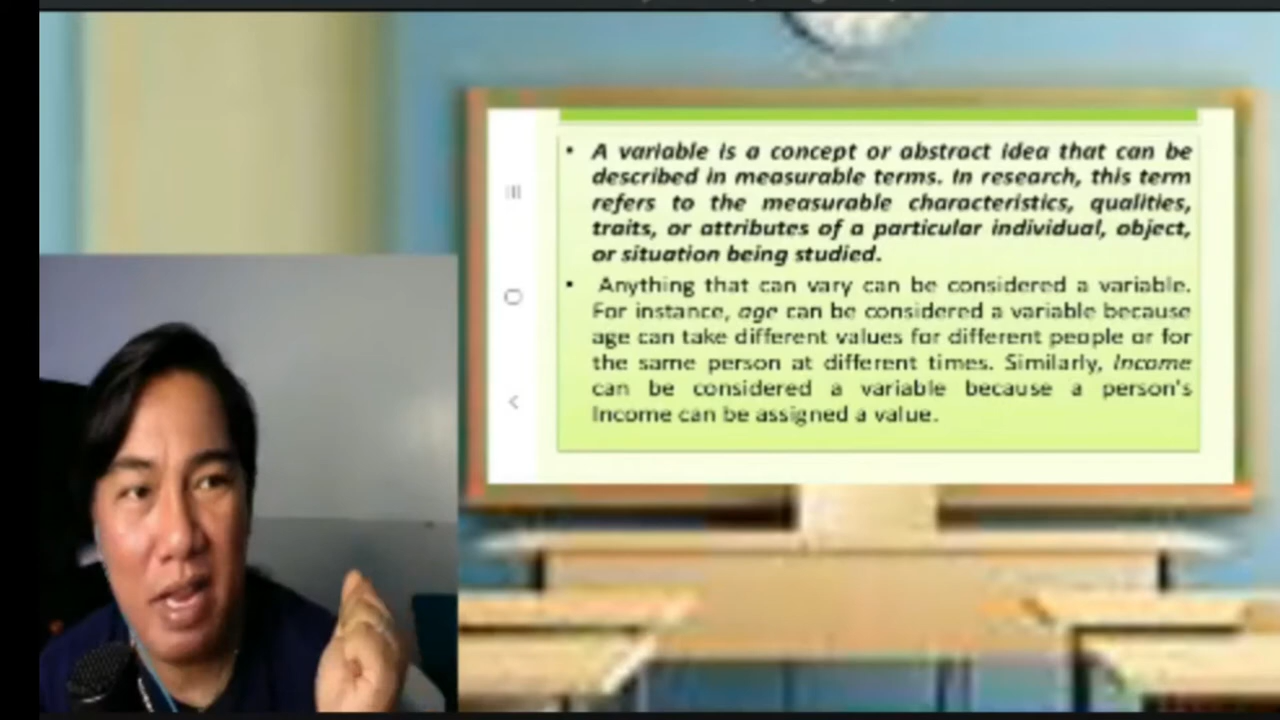 • A variable is a concept or abstract idea that can be
described in measurable terms. In research, this term
refers to the measurable characteristics, qualities,
traits, or attributes of a particular individual, object,
or situation being studied.
• Anything that can vary can be considered a variable.
For instance, age can be considered a variable because
age can take different values for different people or for
the same person at different times. Similarly, Income
can be considered a variable because a person's
Income can be assigned a value.